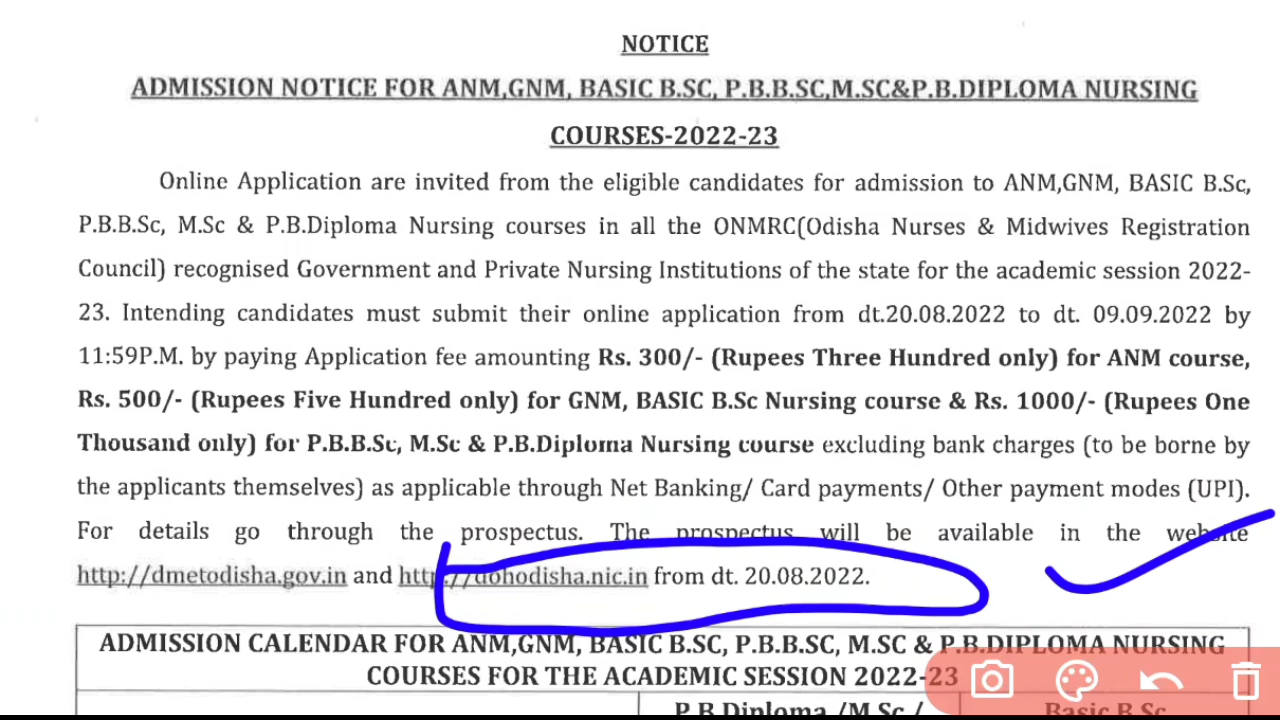 NOTICE
ADMISSION NOTICE FOR ANM,GNM, BASIC B.SC, P.B.B.SC,M.SC&P.B.DIPLOMA NURSING
COURSES-2022-23
Online Application are invited from the eligible candidates for admission to ANM,GNM, BASIC B.Sc,
P.B.B.Sc, M.Sc & P.B.Diploma Nursing courses in all the ONMRC(Odisha Nurses & Midwives Registration
Council) recognised Government and Private Nursing Institutions of the state for the academic session 2022-
23. Intending candidates must submit their online application from dt.20.08.2022 to dt. 09.09.2022 by
11:59P.M. by paying Application fee amounting Rs. 300/- (Rupees Three Hundred only) for ANM course,
Rs. 500/- (Rupees Five Hundred only) for GNM, BASIC B.Sc Nursing course & Rs. 1000/- (Rupees One
Thousand only) for P.B.B.Sc, M.Sc & P.B.Diploma Nursing course excluding bank charges (to be borne by
the applicants themselves) as applicable through Net Banking/ Card payments/ Other payment modes (UPI).
For details go through the prospectus. The prospectus will be available in the website
http://dmetodisha.gov.in and http://dohodisha.nic.in from dt. 20.08.2022.
ADMISSION CALENDAR FOR ANM,GNM, BASIC B.SC, P.B.B.SC, M.SC & P.B.DIPLOMA NURSING
COURSES FOR THE ACADEMIC SESSION 2022-23
P.B.Diploma /M.Sc / Basic B.Sc